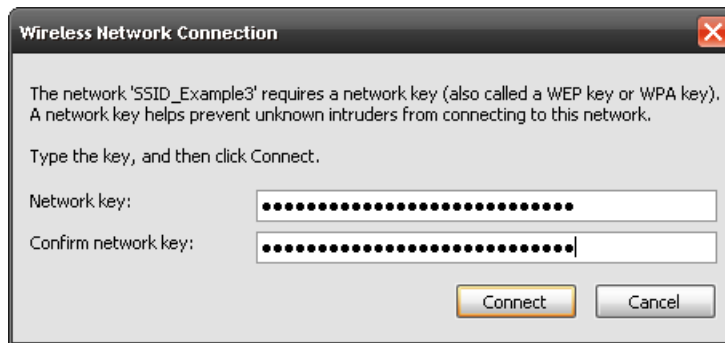 Wireless Network Connection
The network 'SSID_Example3' requires a network key (also called a WEP key or WPA key).
A network key helps prevent unknown intruders from connecting to this network.
Type the key, and then click Connect.
Network key: ••••••••••••••••••••••••••••
Confirm network key: ••••••••••••••••••••••••••••
Connect Cancel